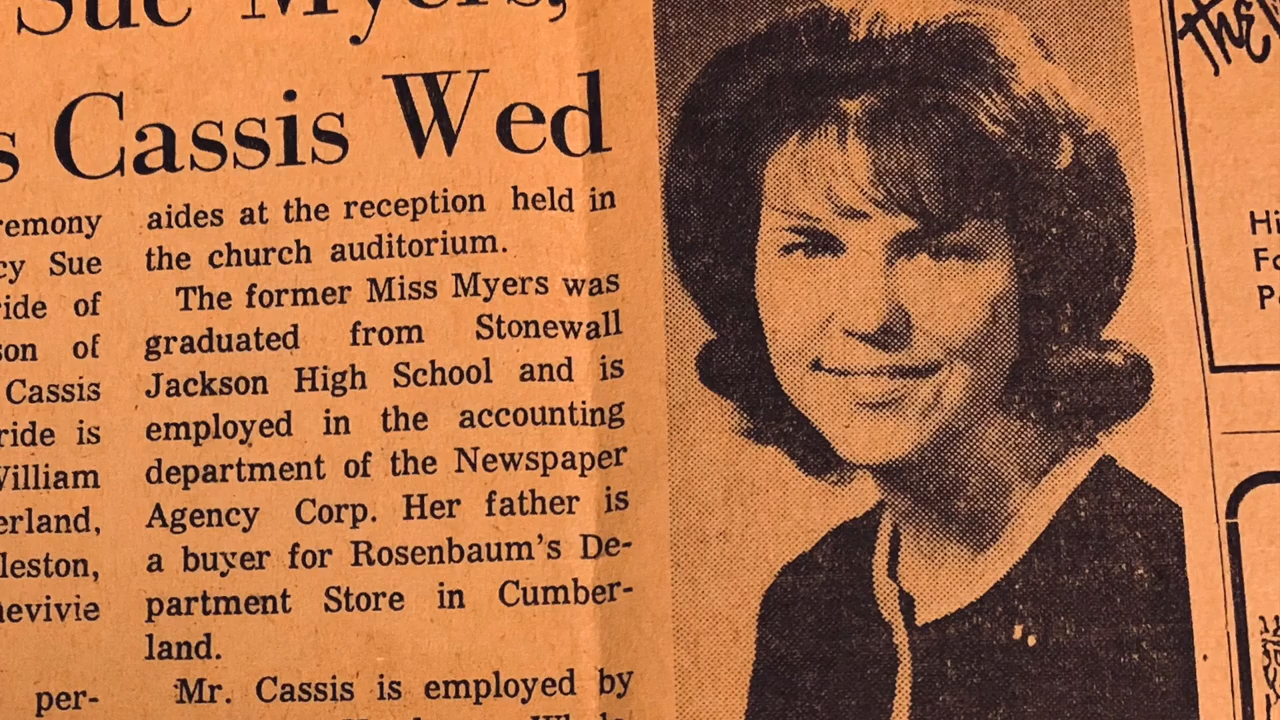 Sue Myers,
s Cassis Wed
remony
cy Sue
ride of
son of
Cassis
ride is
William
erland,
leston,
nevivie
per-
aides at the reception held in
the church auditorium.
The former Miss Myers was
graduated from Stonewall
Jackson High School and is
employed in the accounting
department of the Newspaper
Agency Corp. Her father is
a buyer for Rosenbaum's De-
partment Store in Cumber-
land.
Mr. Cassis is employed by
the
Hi
Fo
P